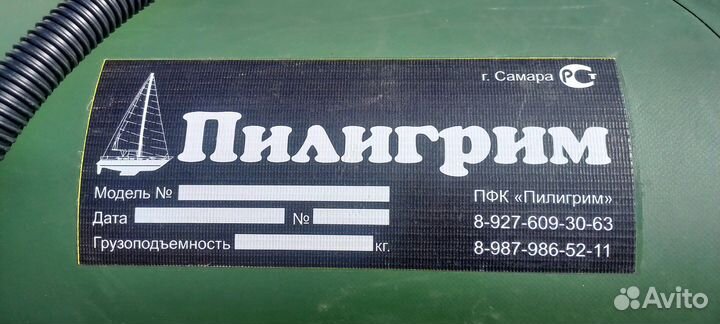 г. Самара РСТ
Пилигрим
Модель №
ПФК «Пилигрим»
Дата №
8-927-609-30-63
Грузоподъемность кг.
8-987-986-52-11
Avito